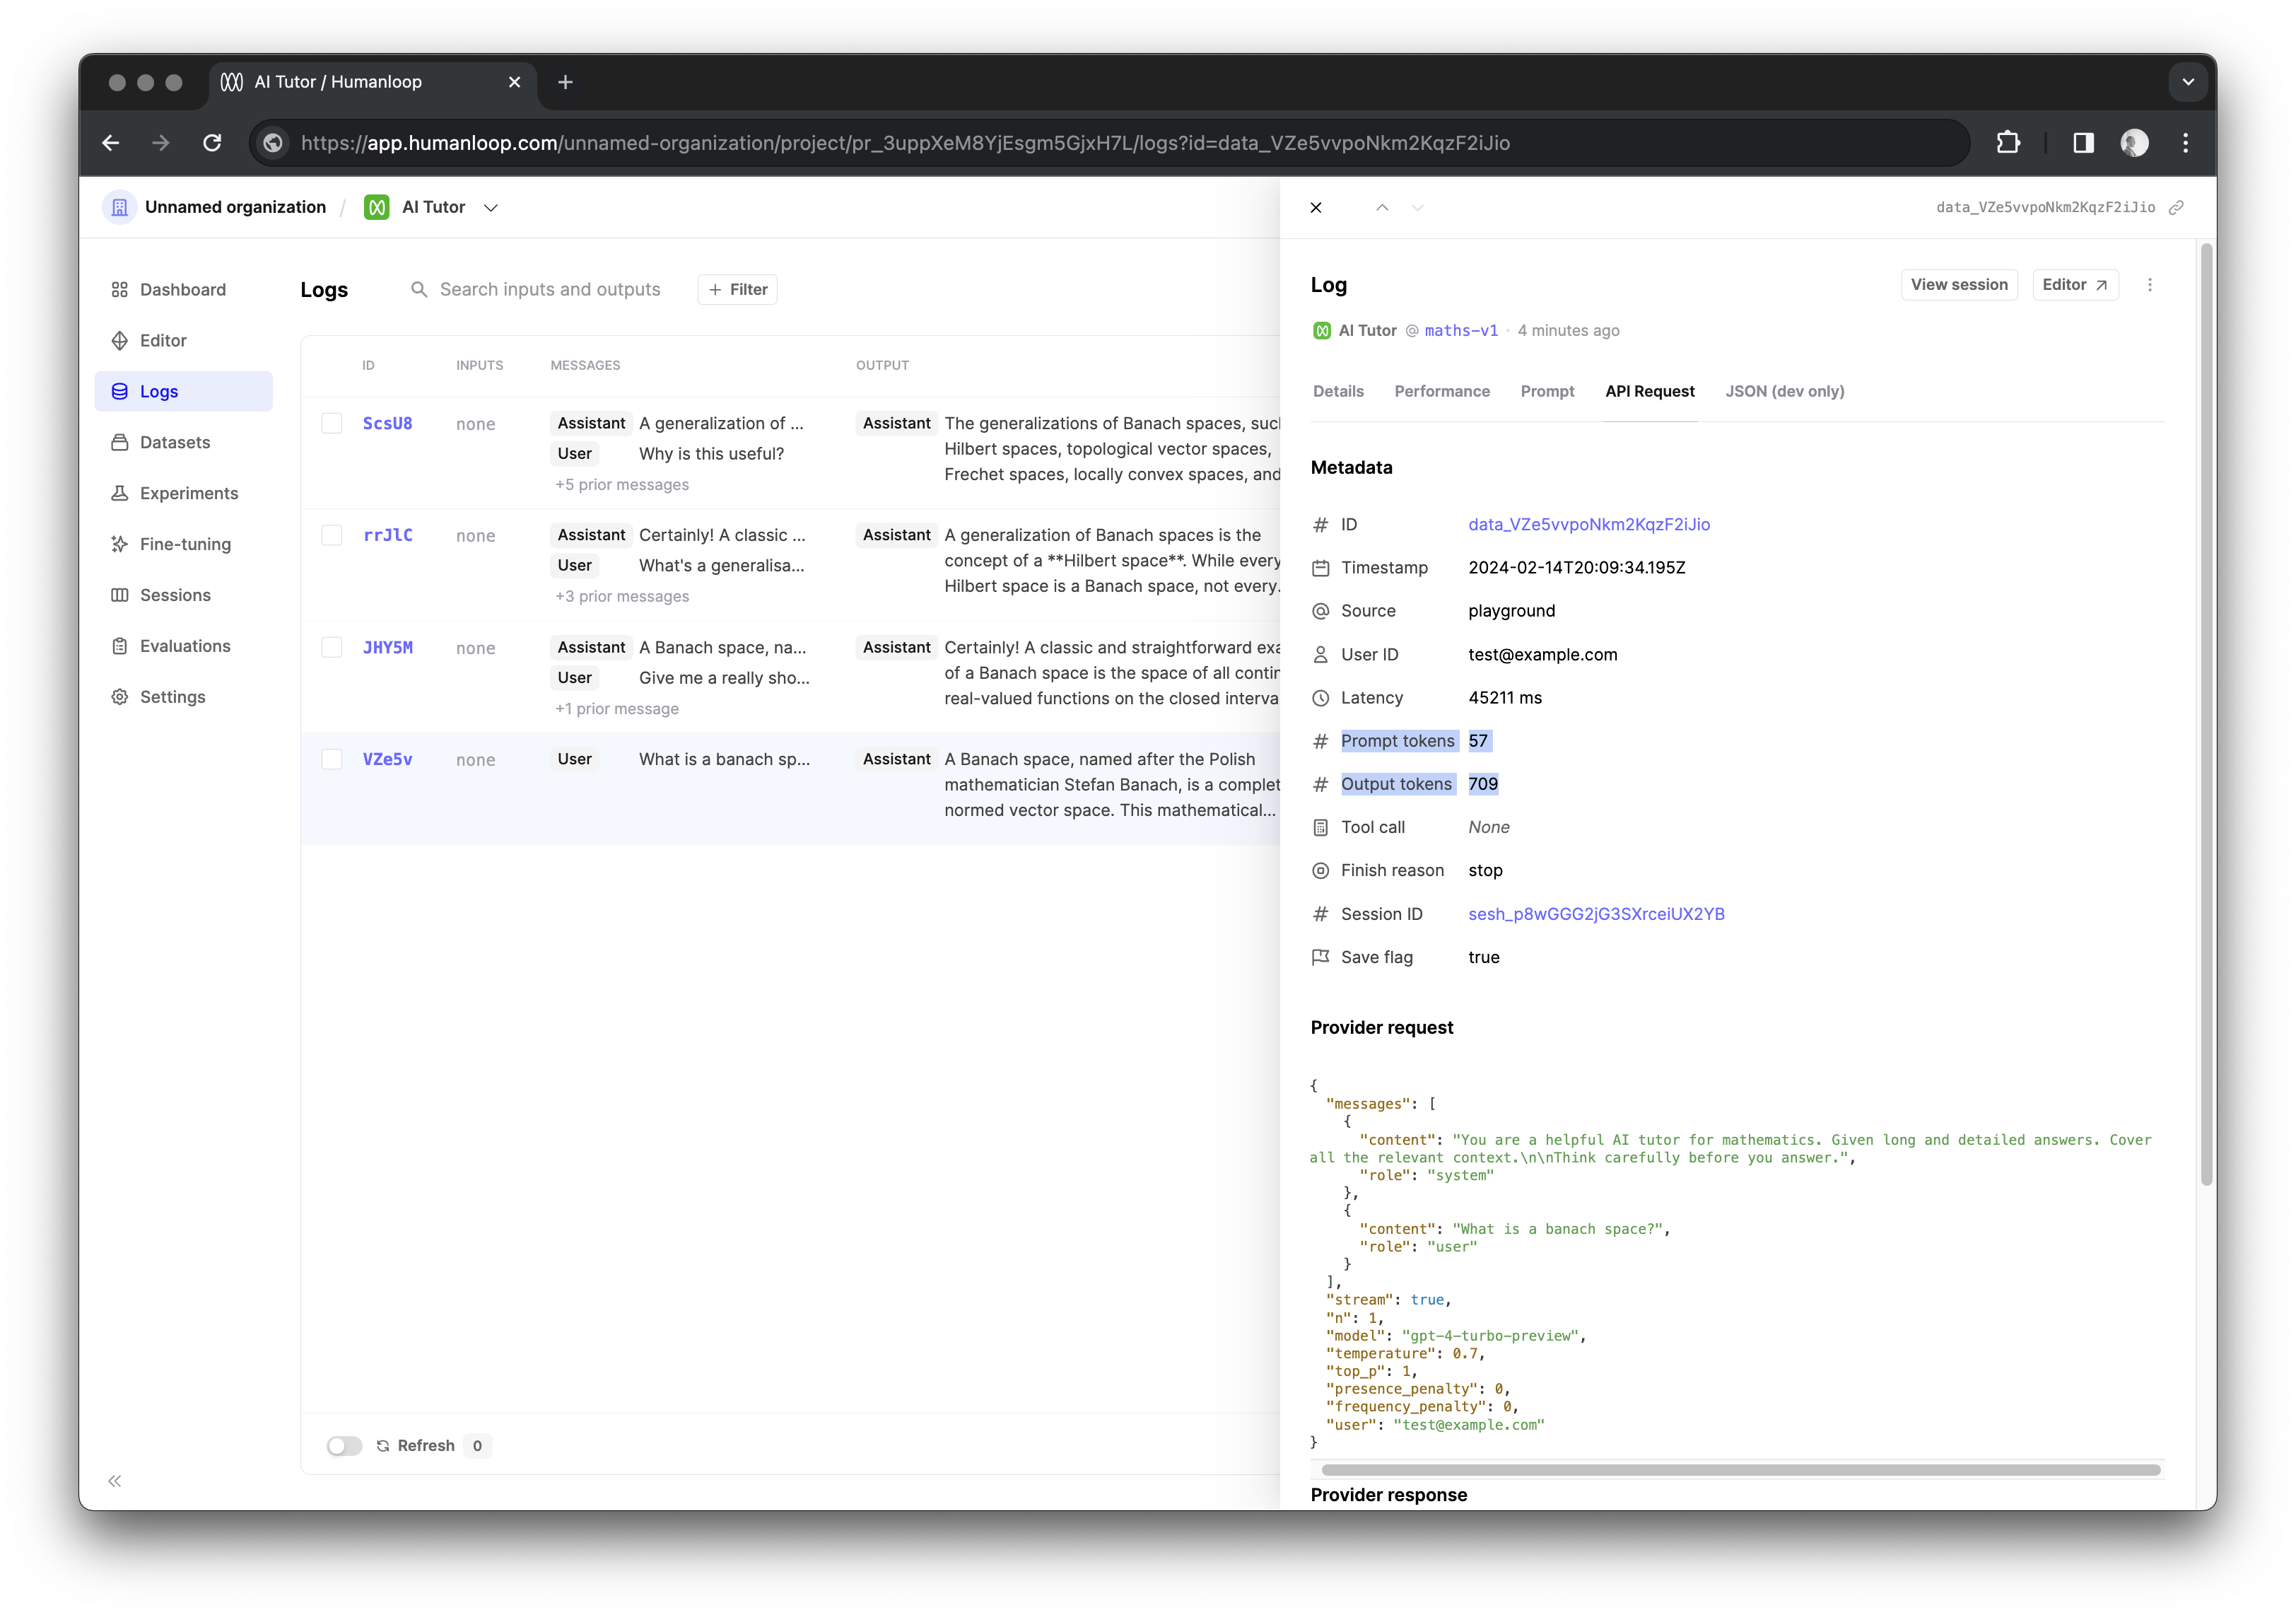 AI Tutor / Humanloop
https://app.humanloop.com/unnamed-organization/project/pr_3uppXeM8YjEsgm5GjxH7L/logs?id=data_VZe5vvpoNkm2KqzF2iJio
Unnamed organization / AI Tutor
Dashboard
Editor
Logs
Datasets
Experiments
Fine-tuning
Sessions
Evaluations
Settings
Logs
Search inputs and outputs
+ Filter
ID INPUTS MESSAGES OUTPUT
ScsU8 none
Assistant A generalization of ...
User Why is this useful?
+5 prior messages
Assistant The generalizations of Banach spaces, suc
Hilbert spaces, topological vector spaces,
Frechet spaces, locally convex spaces, and
rrJlC none
Assistant Certainly! A classic ...
User What's a generalisa...
+3 prior messages
Assistant A generalization of Banach spaces is the
concept of a **Hilbert space**. While every
Hilbert space is a Banach space, not every.
JHY5M none
Assistant A Banach space, na...
User Give me a really sho...
+1 prior message
Assistant Certainly! A classic and straightforward exa
of a Banach space is the space of all contin
real-valued functions on the closed interva
VZe5v none
User What is a banach sp...
Assistant A Banach space, named after the Polish
mathematician Stefan Banach, is a complet
normed vector space. This mathematical...
Refresh 0
data_VZe5vvpoNkm2KqzF2iJio
Log
View session
Editor
AI Tutor @ maths-v1 · 4 minutes ago
Details Performance Prompt API Request JSON (dev only)
Metadata
# ID data_VZe5vvpoNkm2KqzF2iJio
Timestamp 2024-02-14T20:09:34.195Z
Source playground
User ID test@example.com
Latency 45211 ms
# Prompt tokens 57
# Output tokens 709
Tool call None
Finish reason stop
# Session ID sesh_p8wGGG2jG3SXrceiUX2YB
Save flag true
Provider request
{
"messages": [
{
"content": "You are a helpful AI tutor for mathematics. Given long and detailed answers. Cover
all the relevant context.\n\nThink carefully before you answer.",
"role": "system"
},
{
"content": "What is a banach space?",
"role": "user"
}
],
"stream": true,
"n": 1,
"model": "gpt-4-turbo-preview",
"temperature": 0.7,
"top_p": 1,
"presence_penalty": 0,
"frequency_penalty": 0,
"user": "test@example.com"
}
Provider response